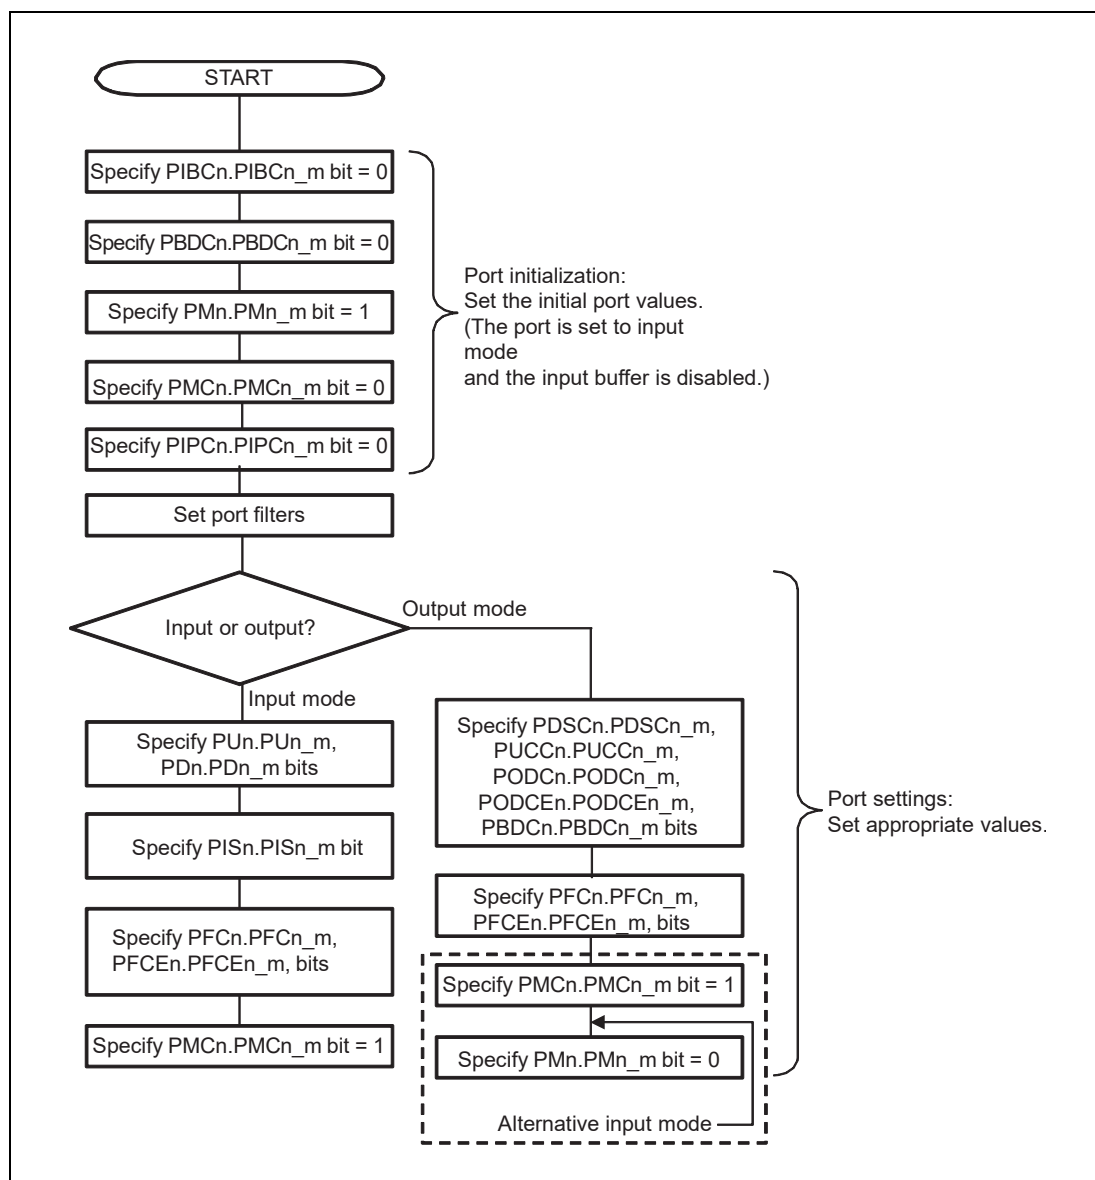 START
Specify PIBCn.PIBCn_m bit = 0
Specify PBDCn.PBDCn_m bit = 0
Specify PMn.PMn_m bit = 1
Specify PMCn.PMCn_m bit = 0
Specify PIPCn.PIPCn_m bit = 0
Port initialization:
Set the initial port values.
(The port is set to input
mode
and the input buffer is disabled.)
Set port filters
Input or output?
Output mode
Input mode
Specify PUn.PUn_m,
PDn.PDn_m bits
Specify PISn.PISn_m bit
Specify PFCn.PFCn_m,
PFCEn.PFCEn_m, bits
Specify PMCn.PMCn_m bit = 1
Specify PDSCn.PDSCn_m,
PUCCn.PUCCn_m,
PODCn.PODCn_m,
PODCEn.PODCEn_m,
PBDCn.PBDCn_m bits
Specify PFCn.PFCn_m,
PFCEn.PFCEn_m, bits
Specify PMCn.PMCn_m bit = 1
Specify PMn.PMn_m bit = 0
Alternative input mode
Port settings:
Set appropriate values.